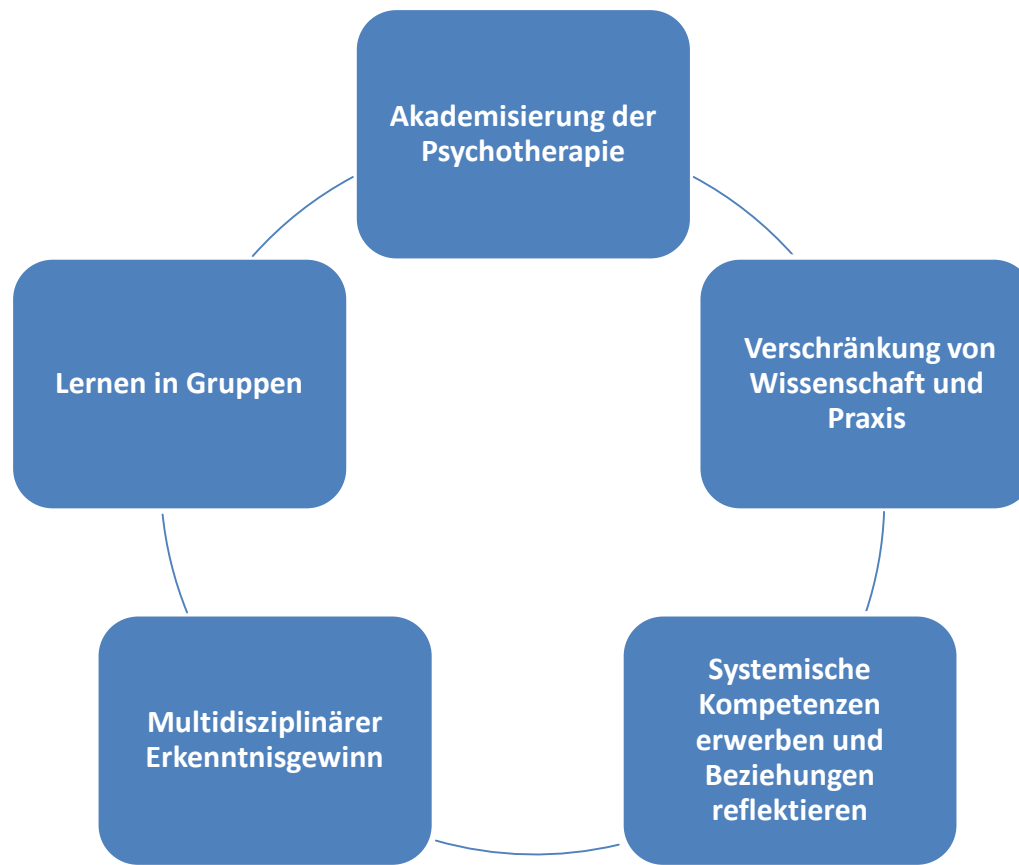 Akademisierung der
Psychotherapie
Verschränkung von
Wissenschaft und
Praxis
Systemische
Kompetenzen
erwerben und
Beziehungen
reflektieren
Multidisziplinärer
Erkenntnisgewinn
Lernen in Gruppen